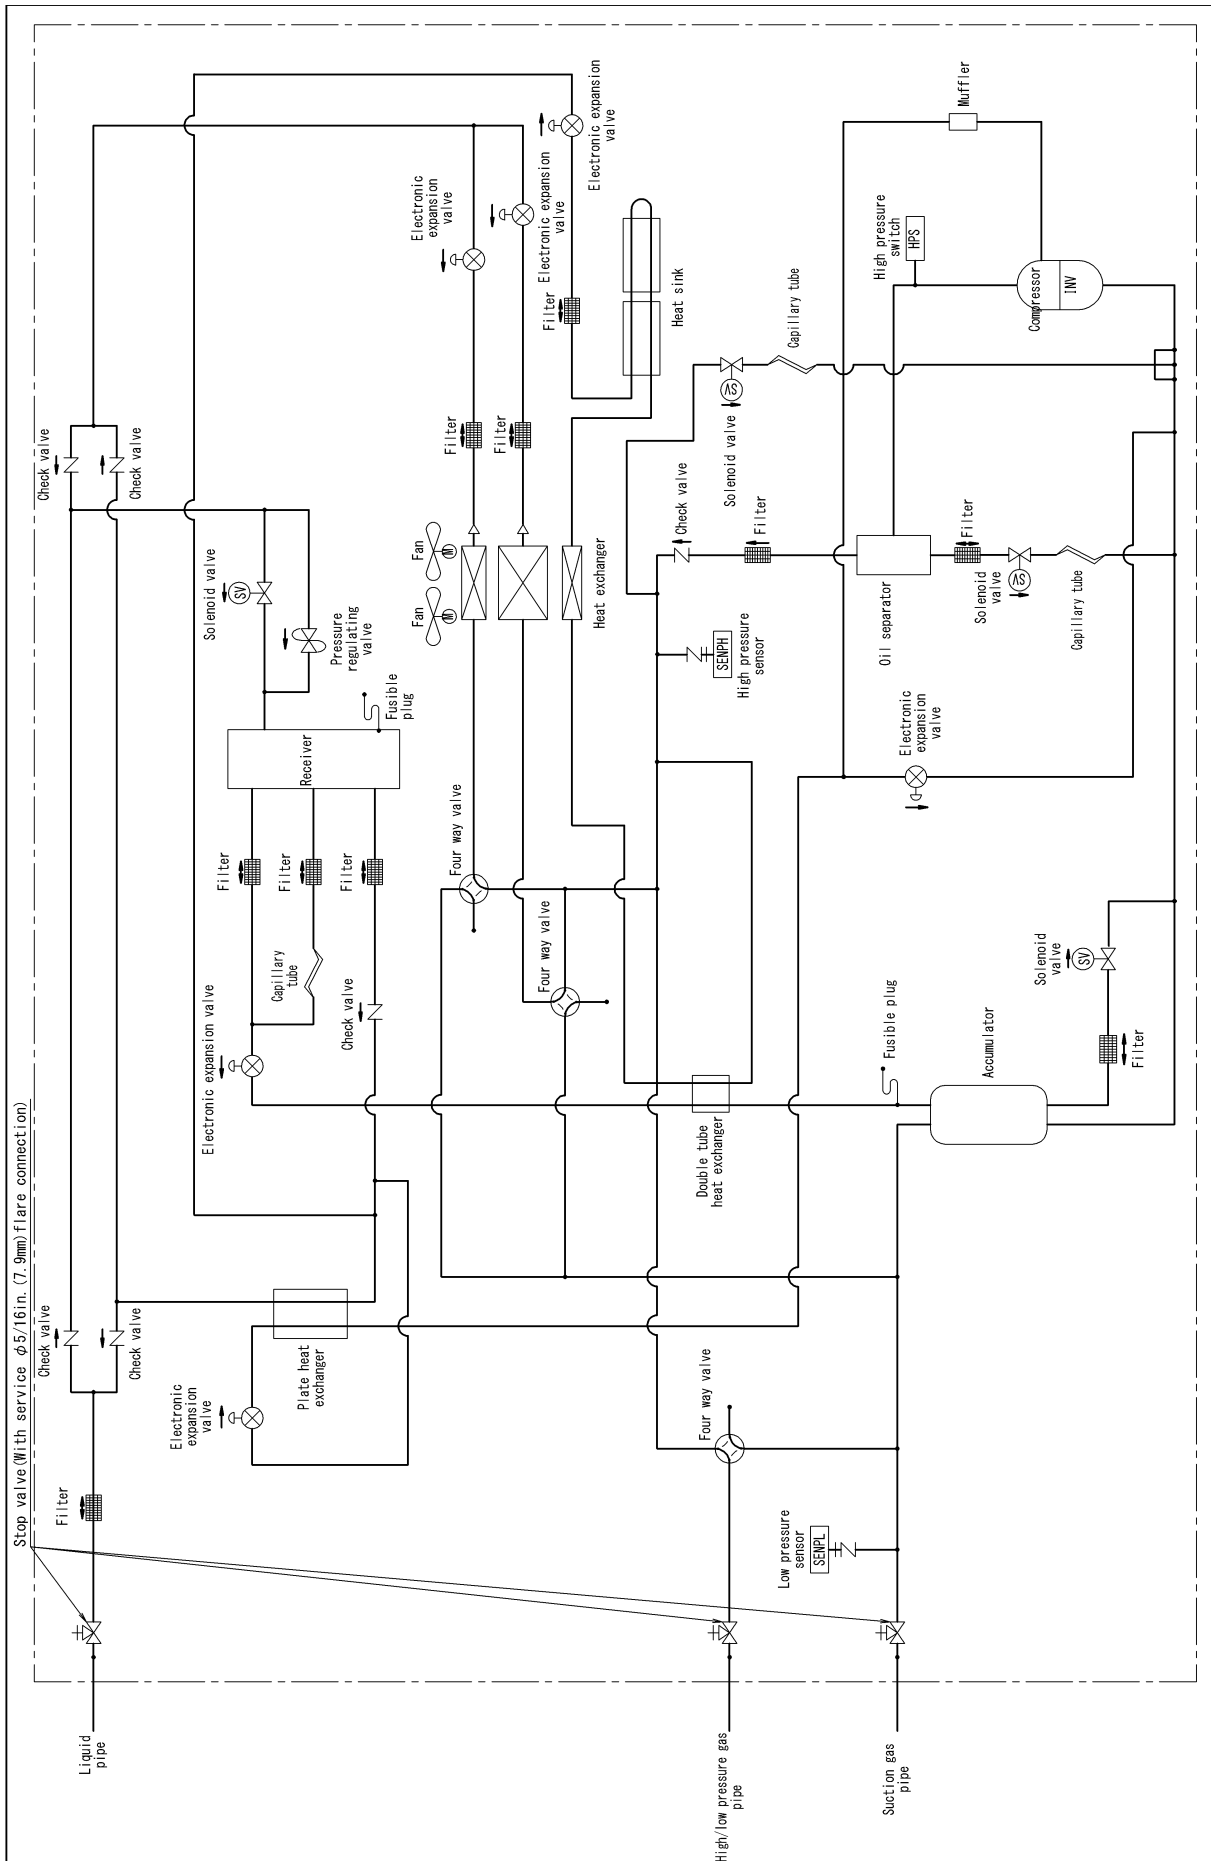 Stop valve(With service φ5/16in. (7.9mm)flare connection)
Liquid
pipe
Filter
Check valve
Check valve
Check valve
Check valve
Electronic
expansion
valve
Plate heat
exchanger
Electronic expansion valve
Capillary
tube
Check valve
Filter
Filter
Filter
Receiver
Fusible
plug
Solenoid valve
SV
Pressure
regulating
valve
Fan
M
Fan
M
Four way valve
Four way valve
Heat exchanger
Filter
Filter
Electronic
expansion
valve
Electronic expansion
valve
Filter
Electronic expansion
valve
Heat sink
High/low pressure gas
pipe
Four way valve
Double tube
heat exchanger
SENPH
High pressure
sensor
Check valve
Filter
SV
Solenoid valve
Capillary tube
Suction gas
pipe
Low pressure
sensor
SENPL
Fusible plug
Accumulator
Electronic
expansion
valve
Oil separator
Filter
SV
Solenoid
valve
Capillary tube
Solenoid
valve
SV
Filter
High pressure
switch
HPS
Compressor
INV
Muffler